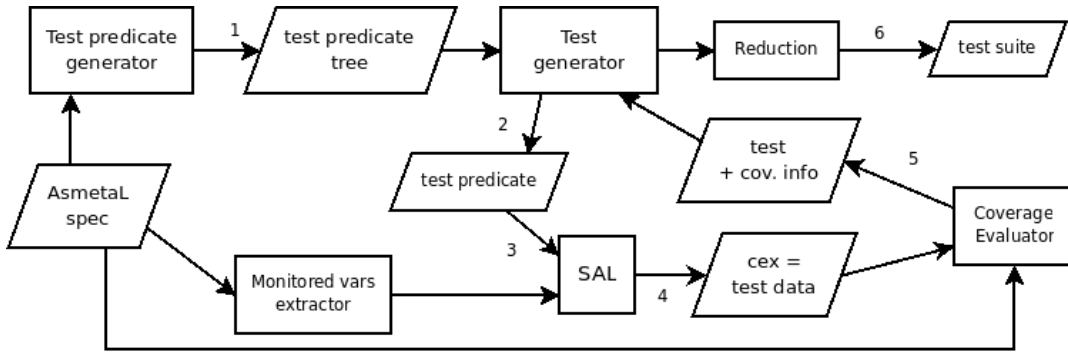 Test predicate
generator
1
test predicate
tree
Test
generator
Reduction
6
test suite
2
test predicate
test
+ cov. info
5
AsmetaL
spec
Coverage
Evaluator
3
Monitored vars
extractor
SAL
4
cex =
test data